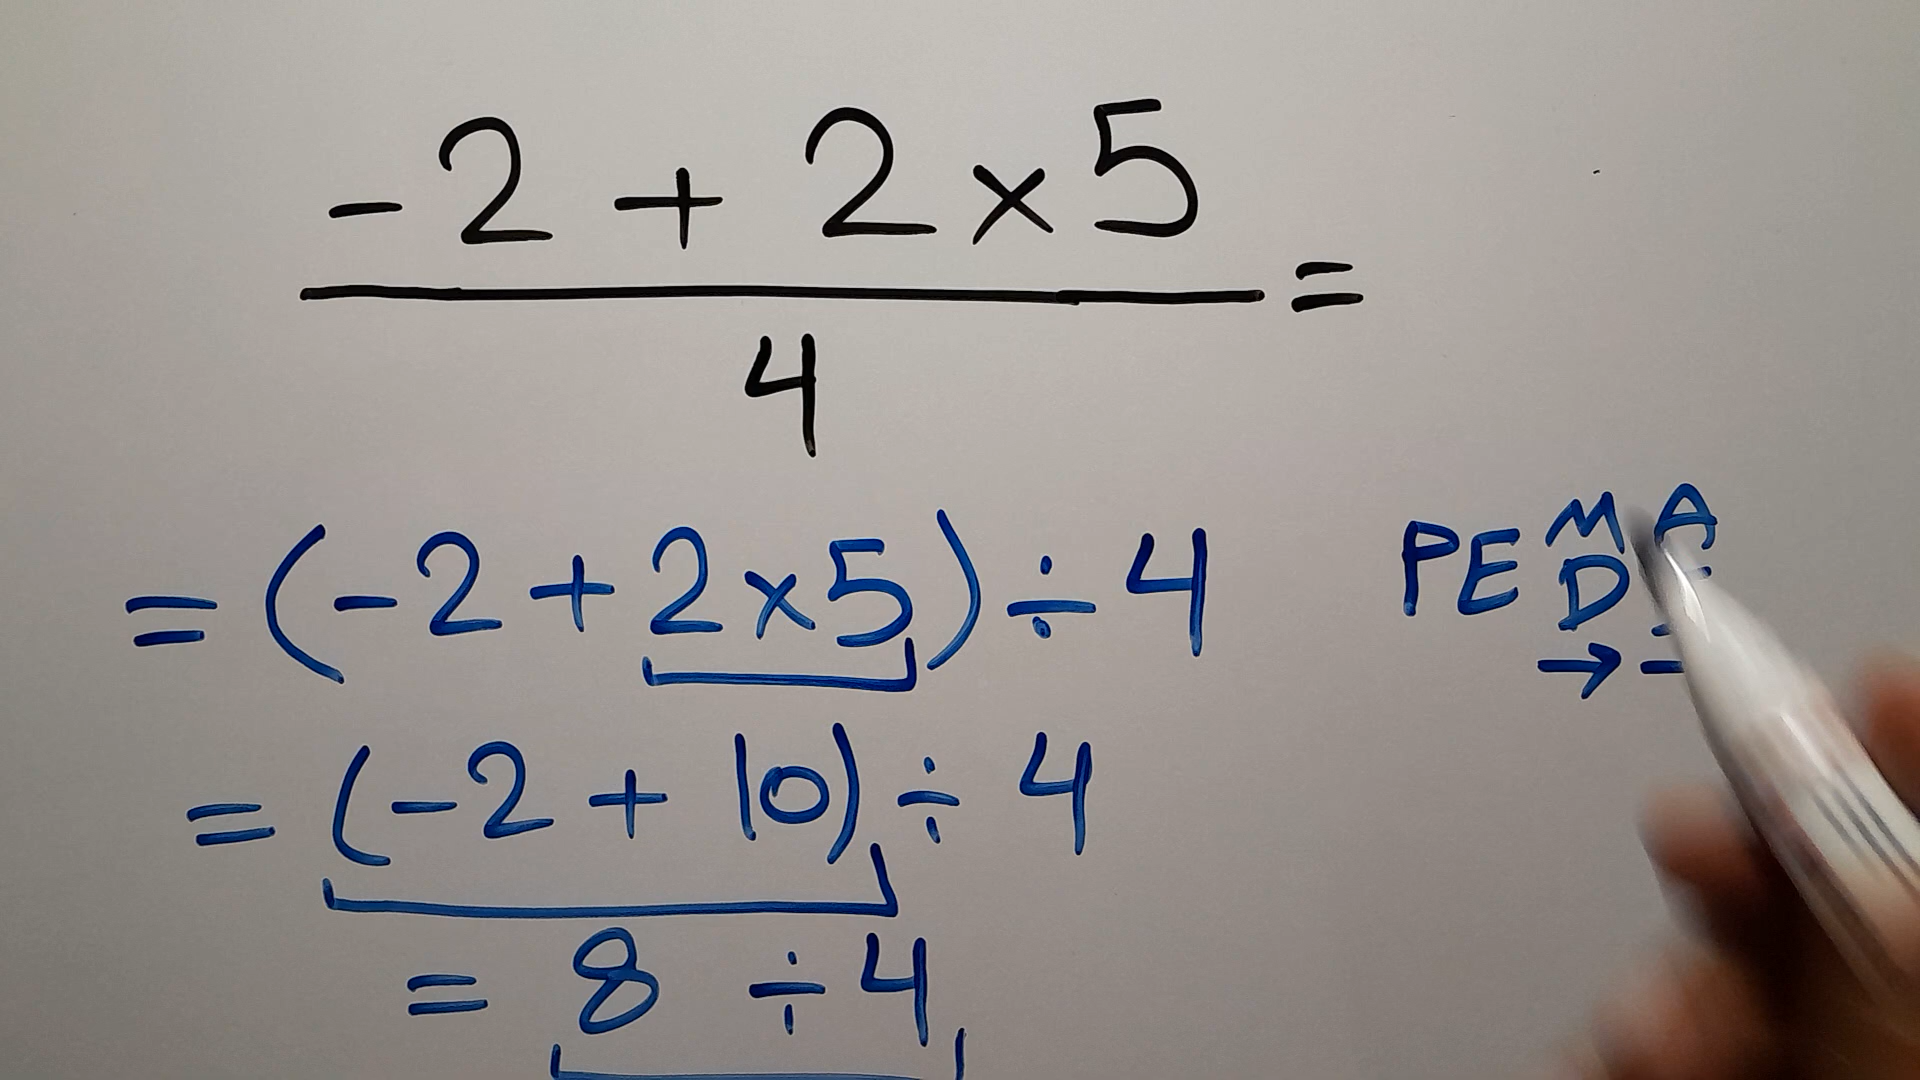 -2 + 2 × 5
4
=
= (-2 + 2×5) ÷ 4
PE M A
D
→
= (-2 + 10) ÷ 4
= 8 ÷ 4